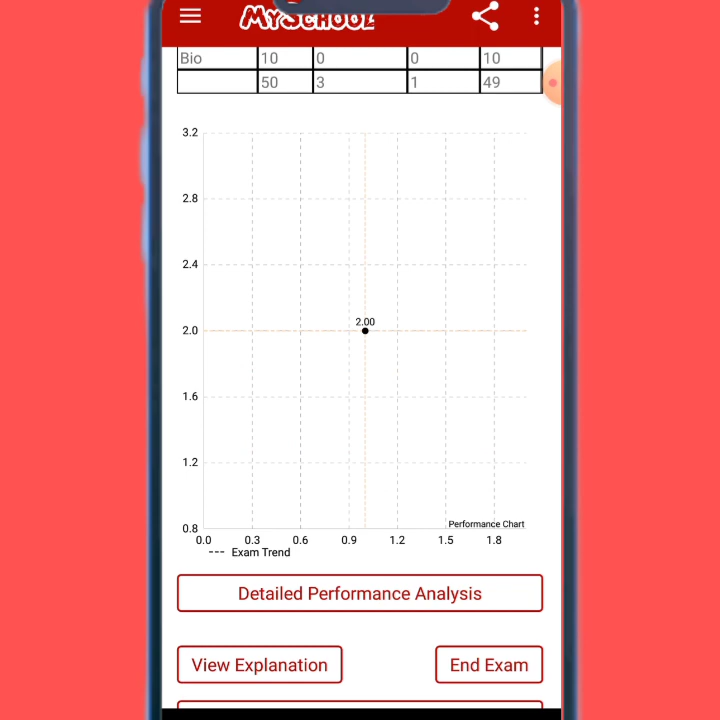 MYSCHOOL
Bio 10 0 0 10
50 3 1 49
3.2
2.8
2.4
2.00
2.0
1.6
1.2
Performance Chart
0.8
0.0 0.3 0.6 0.9 1.2 1.5 1.8
--- Exam Trend
Detailed Performance Analysis
View Explanation End Exam